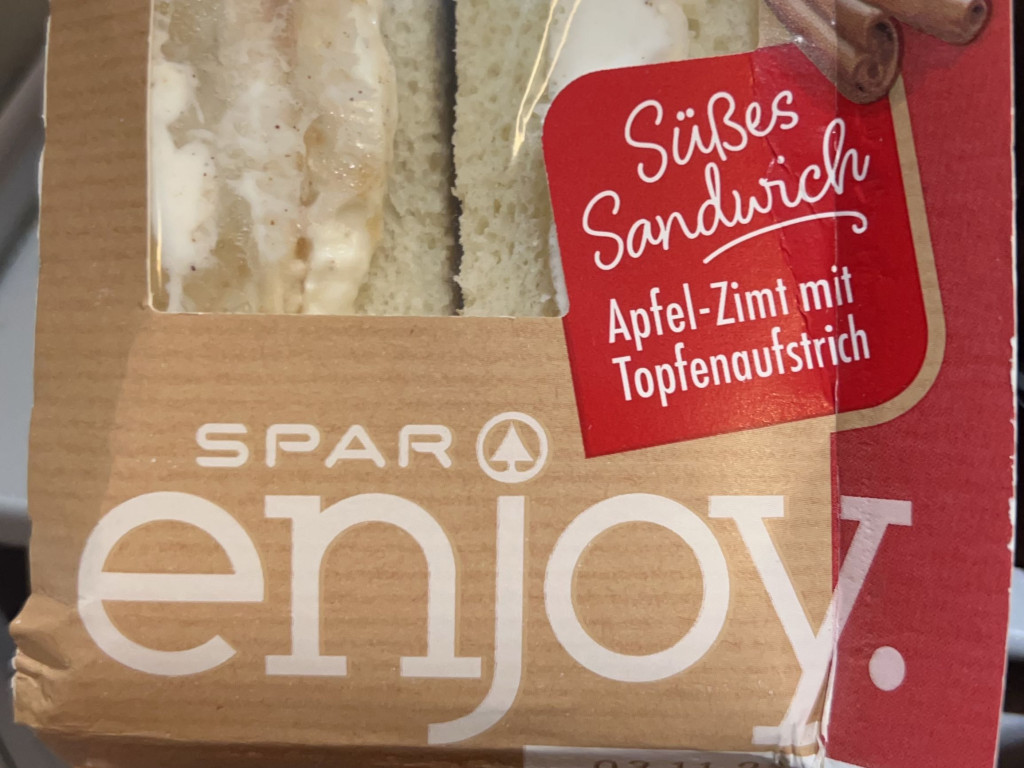 Süßes
Sandwich
Apfel-Zimt mit
Topfenaufstrich
SPAR
enjoy.